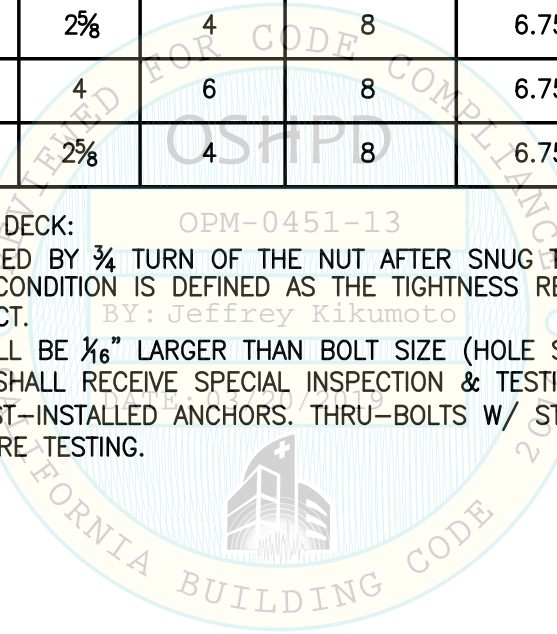 2⅝ 4 8 6.75
4 6 8 6.75
2⅝ 4 8 6.75
REVIEWED FOR CODE COMPLIANCE
OSHPD
OPM-0451-13
BY: Jeffrey Kikumoto
DATE: 03/20/2019
CALIFORNIA BUILDING CODE 20
DECK:
ED BY ¾ TURN OF THE NUT AFTER SNUG T
CONDITION IS DEFINED AS THE TIGHTNESS RE
CT.
LL BE 1⁄16" LARGER THAN BOLT SIZE (HOLE S
SHALL RECEIVE SPECIAL INSPECTION & TESTI
ST-INSTALLED ANCHORS. THRU-BOLTS W/ ST
RE TESTING.